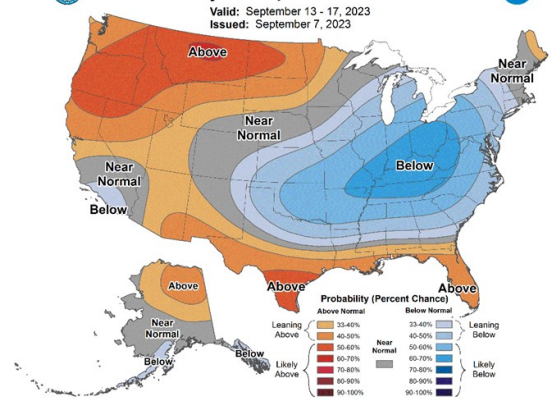 Valid: September 13 - 17, 2023
Issued: September 7, 2023
Above
Near
Normal
Near
Normal
Near
Normal
Below
Below
Above
Above
Above
Near
Normal
Below
Below
Probability (Percent Chance)
Above Normal
Below Normal
Leaning
Above
33-40%
40-50%
Likely
Above
50-60%
60-70%
70-80%
80-90%
90-100%
Near
Normal
33-40%
40-50%
Leaning
Below
50-60%
60-70%
70-80%
80-90%
90-100%
Likely
Below